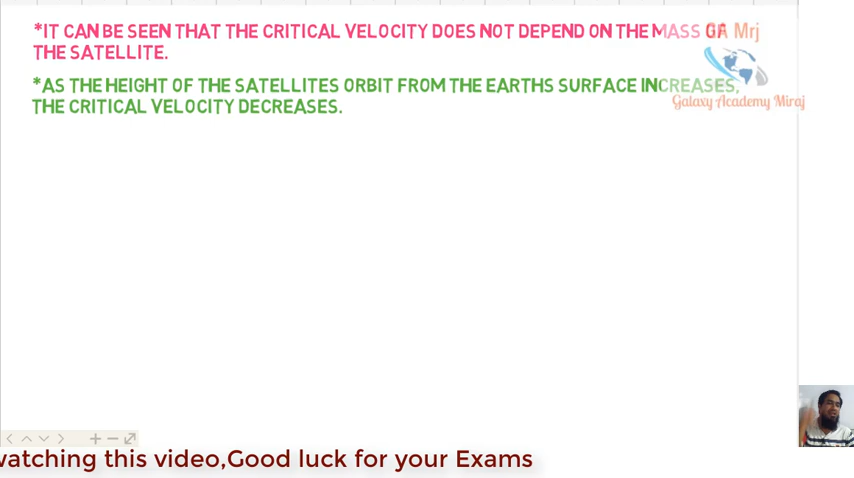 *IT CAN BE SEEN THAT THE CRITICAL VELOCITY DOES NOT DEPEND ON THE MASS OF
THE SATELLITE.
GA Mrj
*AS THE HEIGHT OF THE SATELLITES ORBIT FROM THE EARTHS SURFACE INCREASES,
THE CRITICAL VELOCITY DECREASES.
Galaxy Academy Miraj
watching this video,Good luck for your Exams